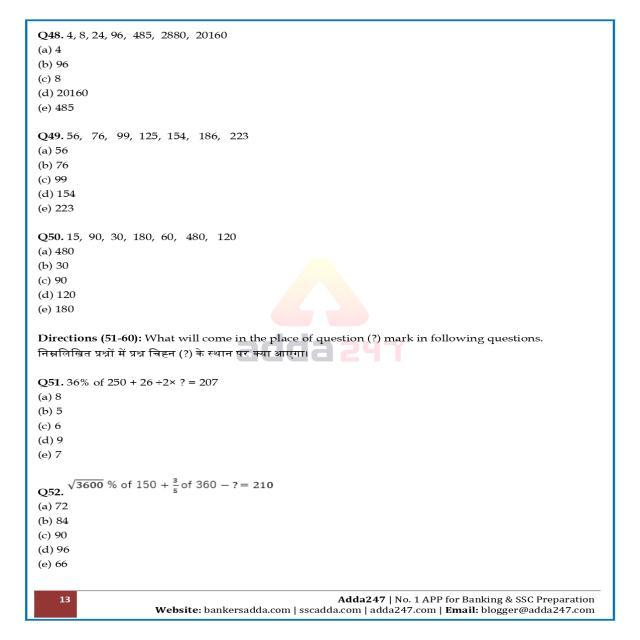 Q48. 4, 8, 24, 96, 485, 2880, 20160
(a) 4
(b) 96
(c) 8
(d) 20160
(e) 485
Q49. 56, 76, 99, 125, 154, 186, 223
(a) 56
(b) 76
(c) 99
(d) 154
(e) 223
Q50. 15, 90, 30, 180, 60, 480, 120
(a) 480
(b) 30
(c) 90
(d) 120
(e) 180
Directions (51-60): What will come in the place of question (?) mark in following questions.
निम्नलिखित प्रश्नों में प्रश्न चिह्न (?) के स्थान पर क्या आएगा।
adda247
Q51. 36% of 250 + 26 ÷2× ? = 207
(a) 8
(b) 5
(c) 6
(d) 9
(e) 7
Q52. √3600 % of 150 + 3/5 of 360 − ? = 210
(a) 72
(b) 84
(c) 90
(d) 96
(e) 66
13 Adda247 | No. 1 APP for Banking & SSC Preparation
Website: bankersadda.com | sscadda.com | adda247.com | Email: blogger@adda247.com